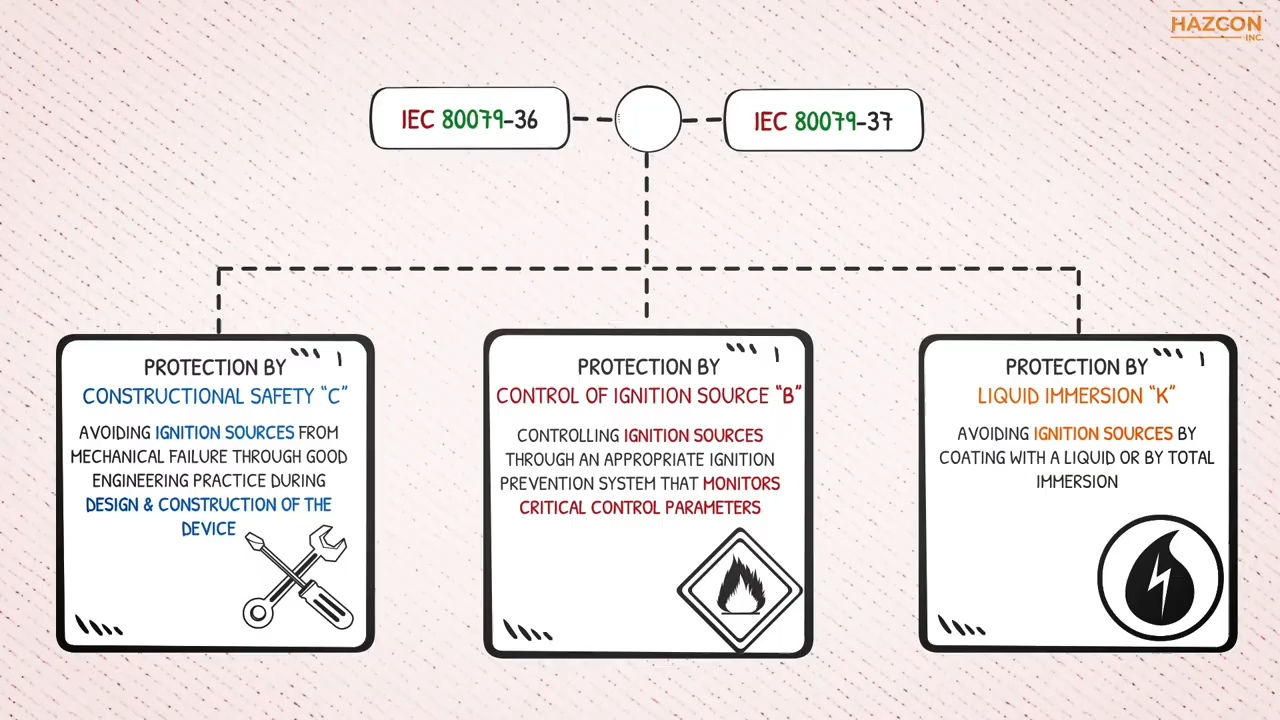 HAZCON
INC.
IEC 80079-36
IEC 80079-37
PROTECTION BY
CONSTRUCTIONAL SAFETY “C”
AVOIDING IGNITION SOURCES FROM
MECHANICAL FAILURE THROUGH GOOD
ENGINEERING PRACTICE DURING
DESIGN & CONSTRUCTION OF THE
DEVICE
PROTECTION BY
CONTROL OF IGNITION SOURCE “B”
CONTROLLING IGNITION SOURCES
THROUGH AN APPROPRIATE IGNITION
PREVENTION SYSTEM THAT MONITORS
CRITICAL CONTROL PARAMETERS
PROTECTION BY
LIQUID IMMERSION “K”
AVOIDING IGNITION SOURCES BY
COATING WITH A LIQUID OR BY TOTAL
IMMERSION